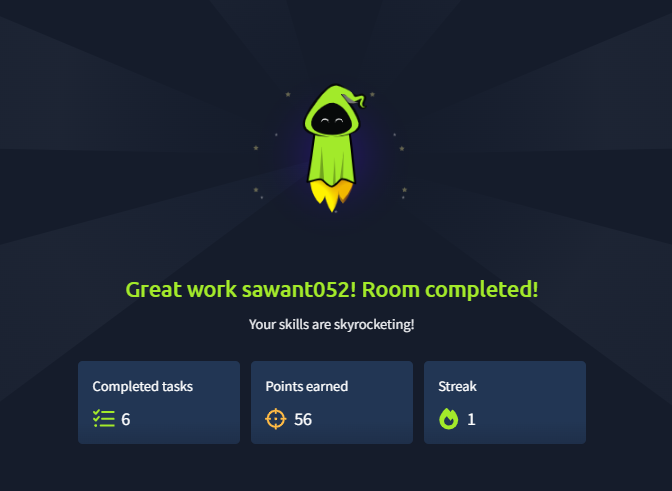 Great work sawant052! Room completed!
Your skills are skyrocketing!
Completed tasks
6
Points earned
56
Streak
1